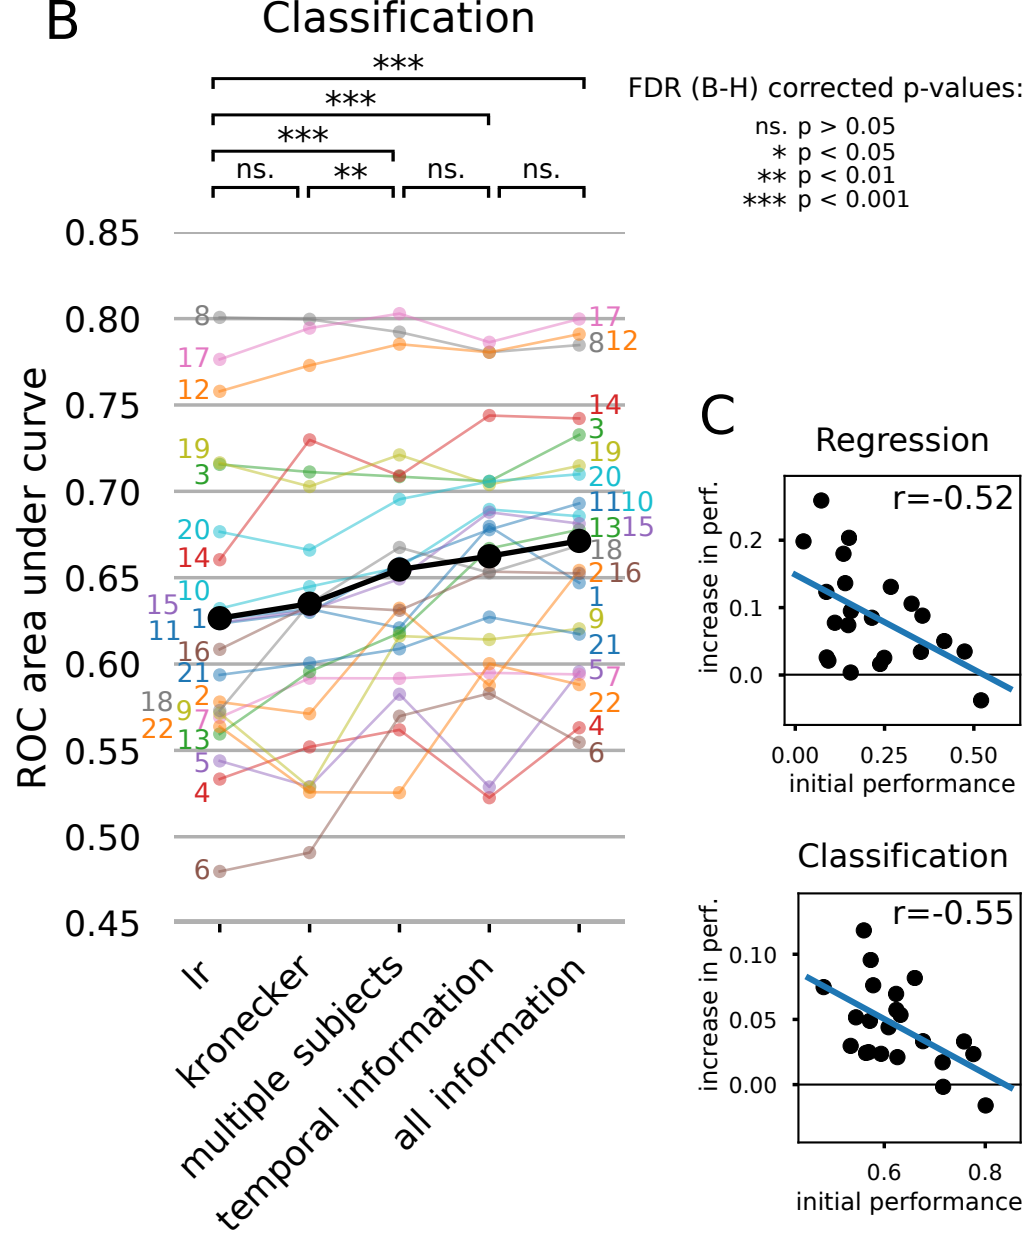 B
Classification
***
***
***
ns.
**
ns.
ns.
FDR (B-H) corrected p-values:
ns. p > 0.05
* p < 0.05
** p < 0.01
*** p < 0.001
ROC area under curve
0.85
0.80
0.75
0.70
0.65
0.60
0.55
0.50
0.45
8
17
12
19
3
20
14
10
15
1
11
16
21
18
2
9
7
22
13
5
4
6
17
8
12
14
3
19
20
11
10
13
15
18
2
16
1
9
21
5
7
22
4
6
lr
kronecker
multiple subjects
temporal information
all information
C
Regression
r=-0.52
increase in perf.
0.2
0.1
0.0
0.00
0.25
0.50
initial performance
Classification
r=-0.55
increase in perf.
0.10
0.05
0.00
0.6
0.8
initial performance